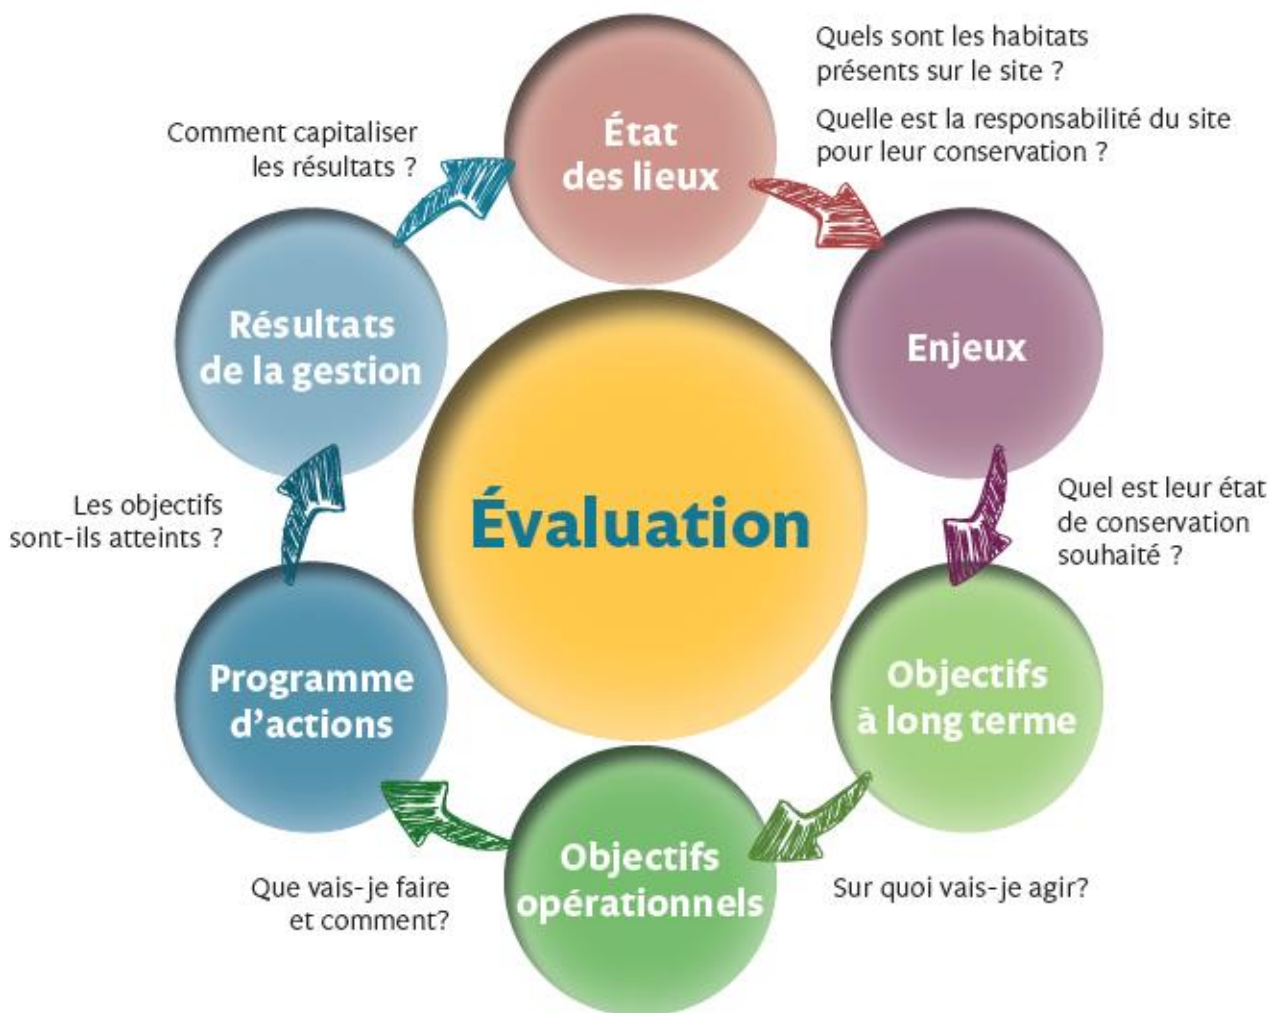 État
des lieux
Quels sont les habitats
présents sur le site ?
Quelle est la responsabilité du site
pour leur conservation ?
Enjeux
Quel est leur état
de conservation
souhaité ?
Objectifs
à long terme
Sur quoi vais-je agir?
Objectifs
opérationnels
Que vais-je faire
et comment?
Programme
d’actions
Les objectifs
sont-ils atteints ?
Résultats
de la gestion
Comment capitaliser
les résultats ?
Évaluation